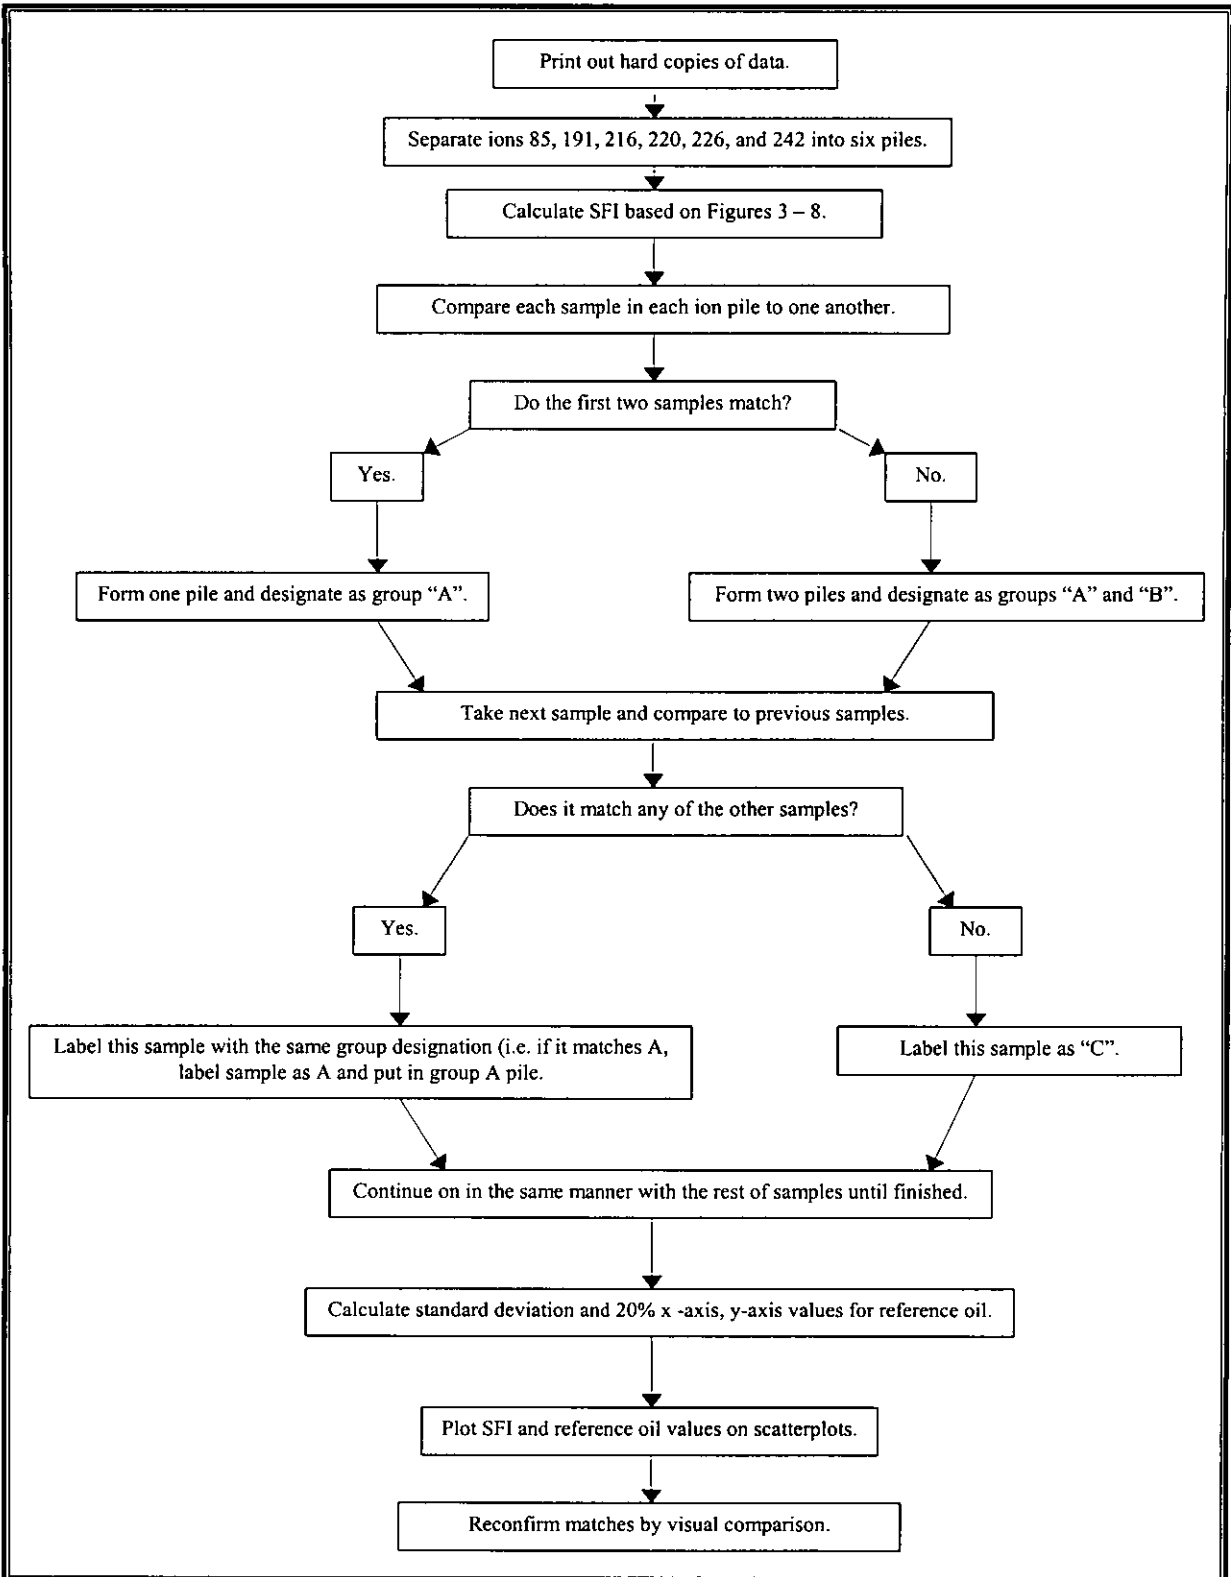 Print out hard copies of data.
Separate ions 85, 191, 216, 220, 226, and 242 into six piles.
Calculate SFI based on Figures 3 – 8.
Compare each sample in each ion pile to one another.
Do the first two samples match?
Yes.
No.
Form one pile and designate as group “A”.
Form two piles and designate as groups “A” and “B”.
Take next sample and compare to previous samples.
Does it match any of the other samples?
Yes.
No.
Label this sample with the same group designation (i.e. if it matches A,
label sample as A and put in group A pile.
Label this sample as “C”.
Continue on in the same manner with the rest of samples until finished.
Calculate standard deviation and 20% x -axis, y-axis values for reference oil.
Plot SFI and reference oil values on scatterplots.
Reconfirm matches by visual comparison.